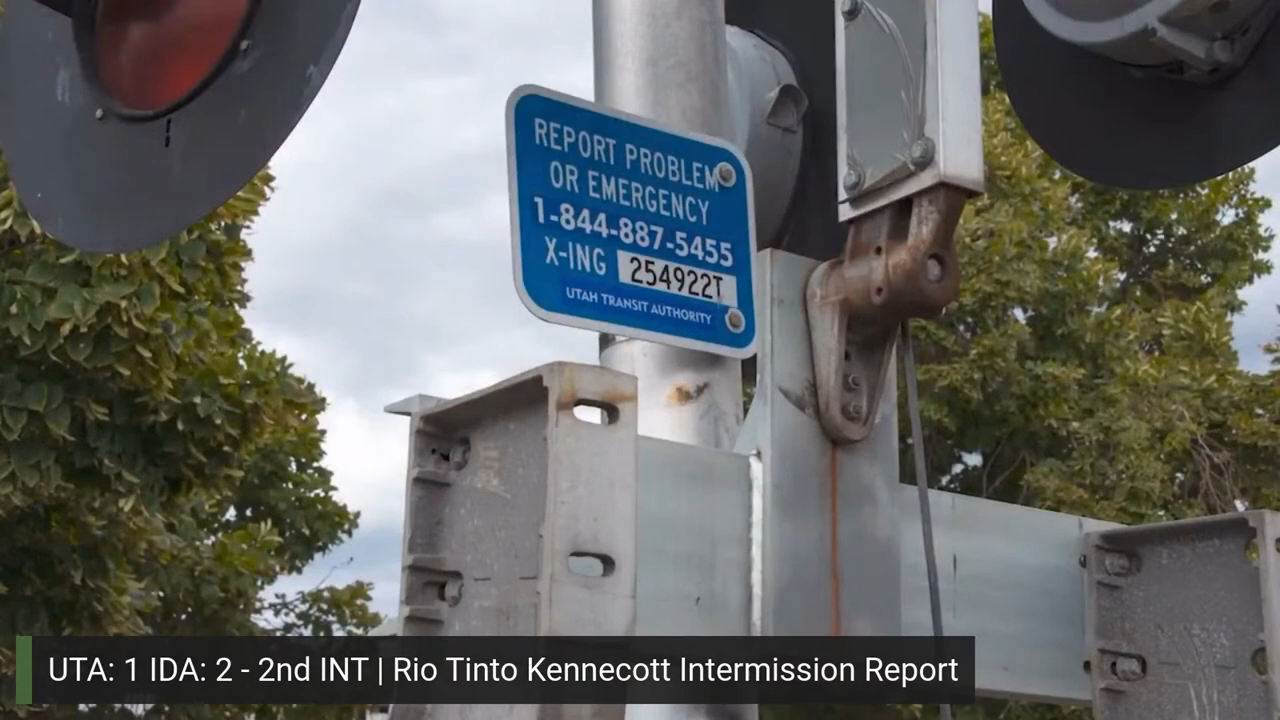 REPORT PROBLEM
OR EMERGENCY
1-844-887-5455
X-ING 254922T
UTAH TRANSIT AUTHORITY
UTA: 1 IDA: 2 - 2nd INT | Rio Tinto Kennecott Intermission Report